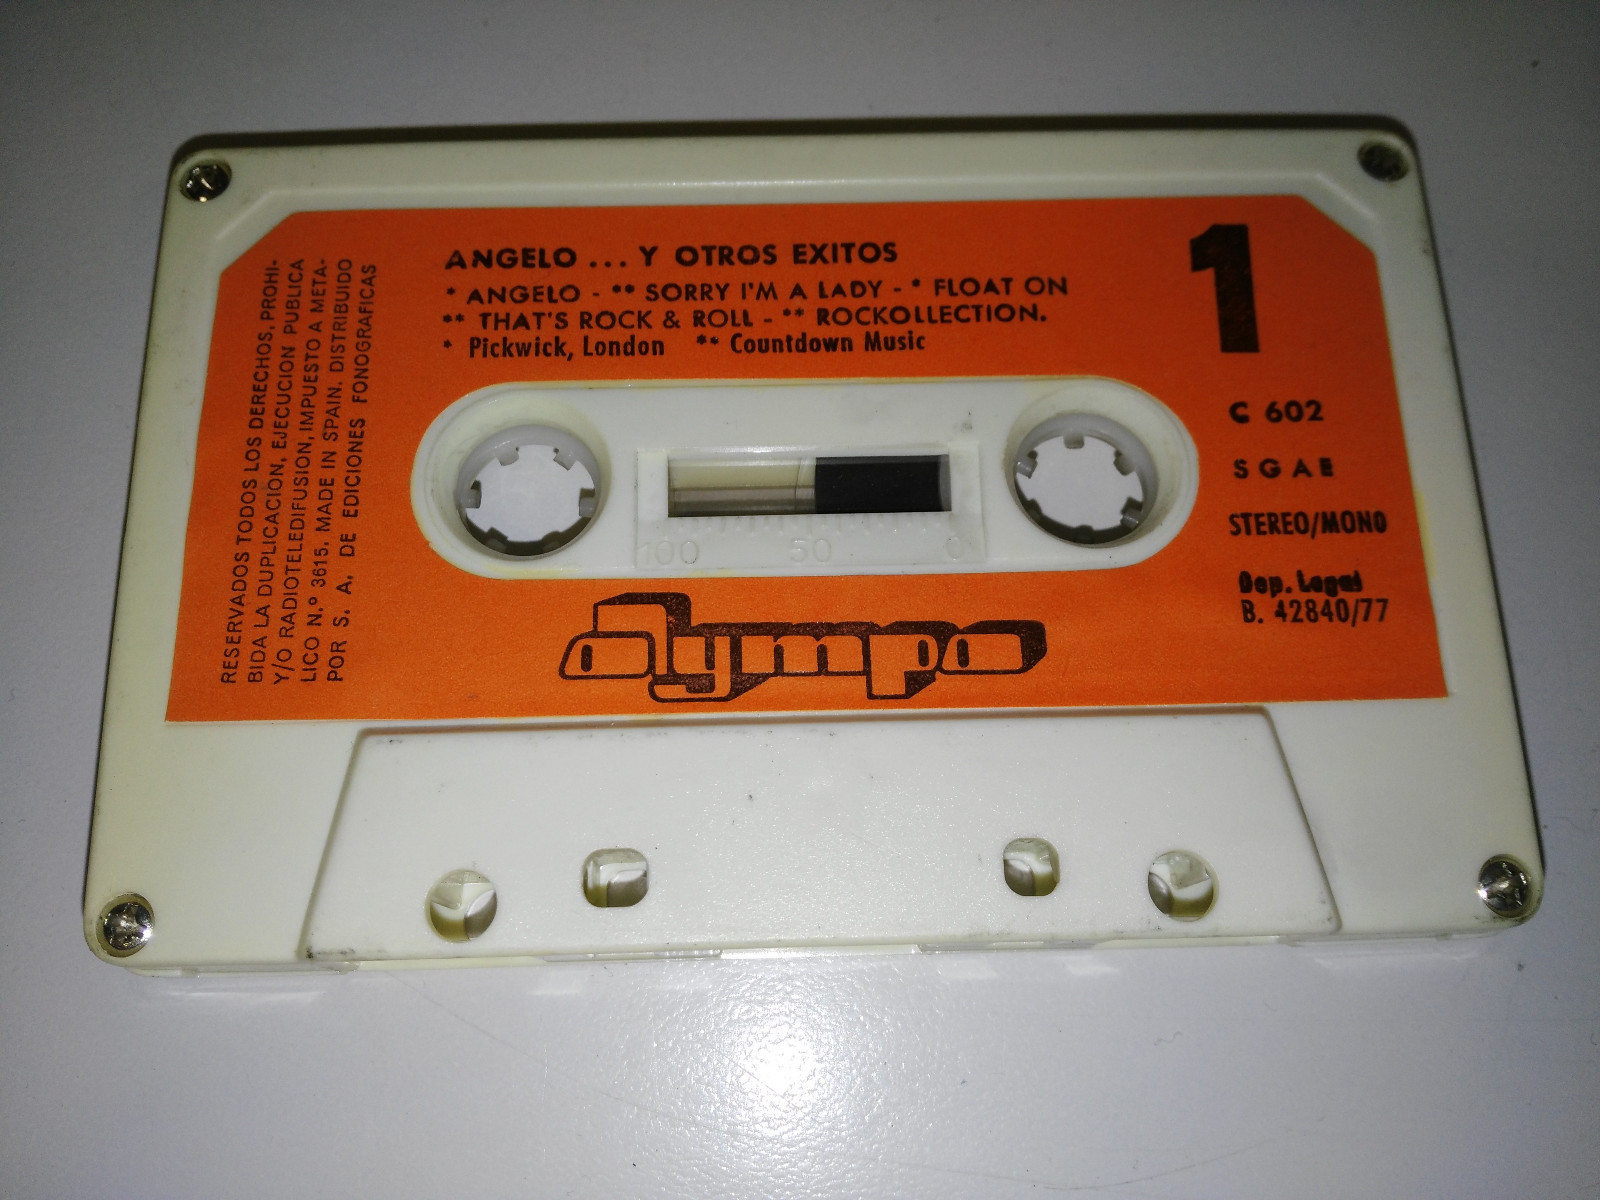 ANGELO ... Y OTROS EXITOS
* ANGELO - ** SORRY I'M A LADY - * FLOAT ON
** THAT'S ROCK & ROLL - ** ROCKOLLECTION.
* Pickwick, London ** Countdown Music
1
C 602
SGAE
STEREO/MONO
Dep. Legal
B. 42840/77
RESERVADOS TODOS LOS DERECHOS, PROHI-
BIDA LA DUPLICACION, EJECUCION PUBLICA
Y/O RADIOTELEDIFUSION, IMPUESTO A META-
LICO N.º 3615, MADE IN SPAIN. DISTRIBUIDO
POR S. A. DE EDICIONES FONOGRAFICAS
100 50 0
olympo